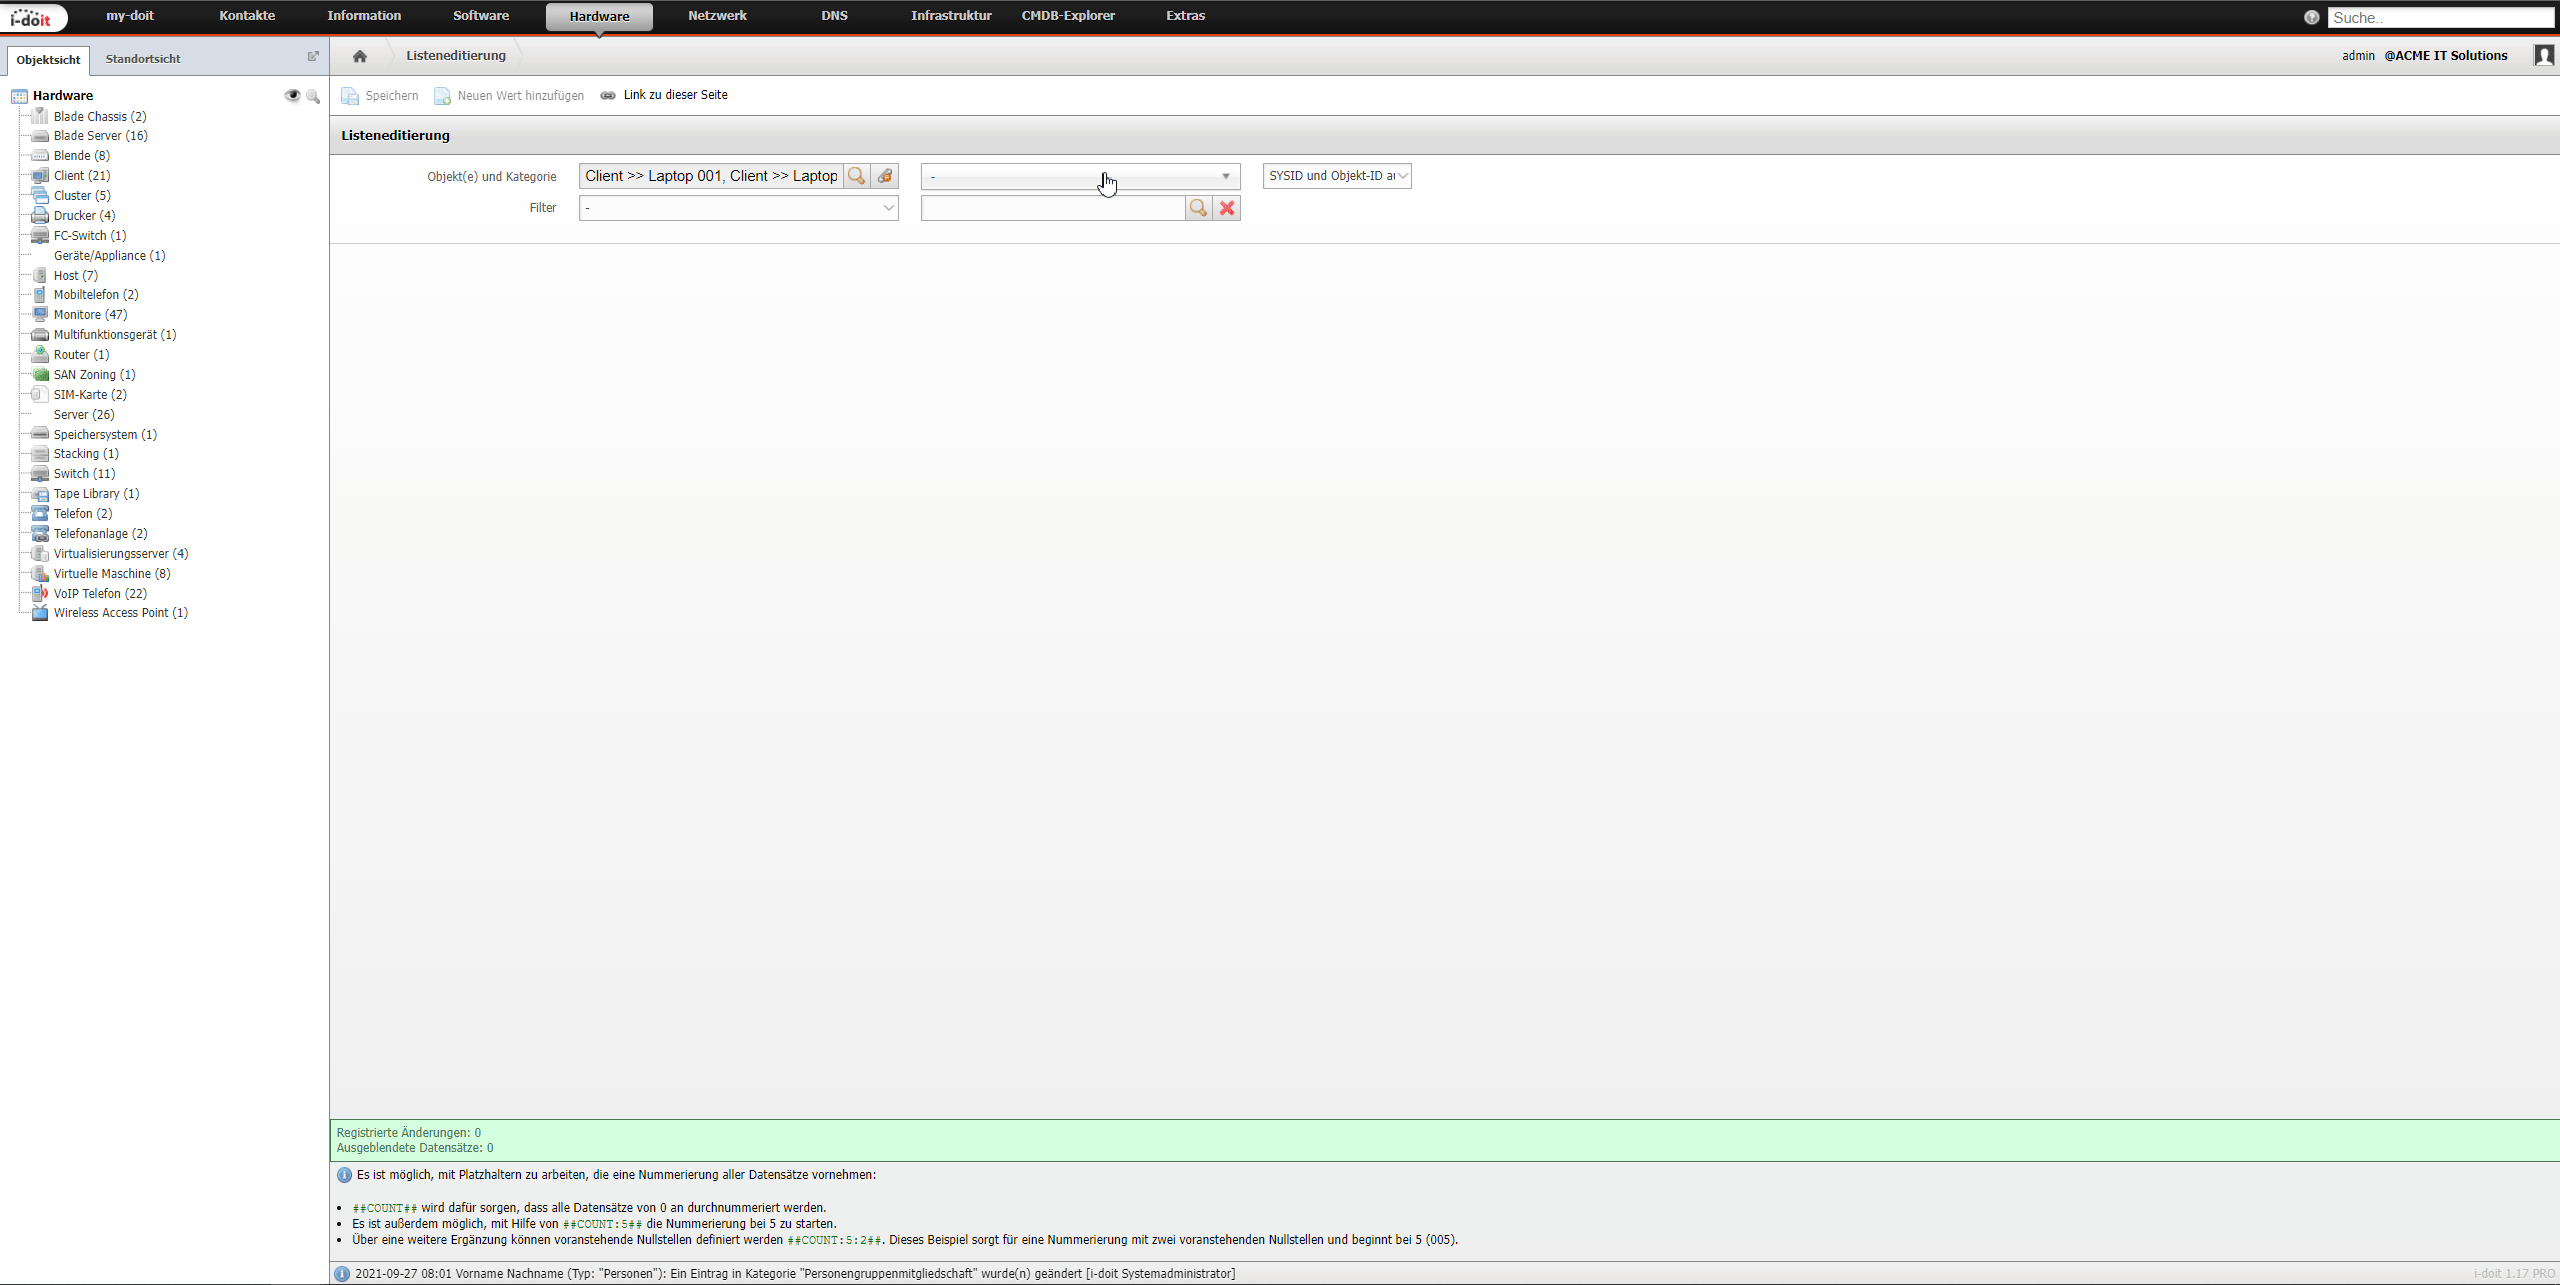 i-doit my-doit Kontakte Information Software Hardware Netzwerk DNS Infrastruktur CMDB-Explorer Extras Suche..
Objektsicht Standortsicht
Listeneditierung admin @ACME IT Solutions
Hardware
Blade Chassis (2)
Blade Server (16)
Blende (8)
Client (21)
Cluster (5)
Drucker (4)
FC-Switch (1)
Geräte/Appliance (1)
Host (7)
Mobiltelefon (2)
Monitore (47)
Multifunktionsgerät (1)
Router (1)
SAN Zoning (1)
SIM-Karte (2)
Server (26)
Speichersystem (1)
Stacking (1)
Switch (11)
Tape Library (1)
Telefon (2)
Telefonanlage (2)
Virtualisierungsserver (4)
Virtuelle Maschine (8)
VoIP Telefon (22)
Wireless Access Point (1)
Speichern Neuen Wert hinzufügen Link zu dieser Seite
Listeneditierung
Objekt(e) und Kategorie Client >> Laptop 001, Client >> Laptop - SYSID und Objekt-ID
Filter -
Registrierte Änderungen: 0
Ausgeblendete Datensätze: 0
Es ist möglich, mit Platzhaltern zu arbeiten, die eine Nummerierung aller Datensätze vornehmen:
• ##COUNT## wird dafür sorgen, dass alle Datensätze von 0 an durchnummeriert werden.
• Es ist außerdem möglich, mit Hilfe von ##COUNT:5## die Nummerierung bei 5 zu starten.
• Über eine weitere Ergänzung können voranstehende Nullstellen definiert werden ##COUNT:5:2##. Dieses Beispiel sorgt für eine Nummerierung mit zwei voranstehenden Nullstellen und beginnt bei 5 (005).
2021-09-27 08:01 Vorname Nachname (Typ: "Personen"): Ein Eintrag in Kategorie "Personengruppenmitgliedschaft" wurde(n) geändert [i-doit Systemadministrator] i-doit 1.17 PRO